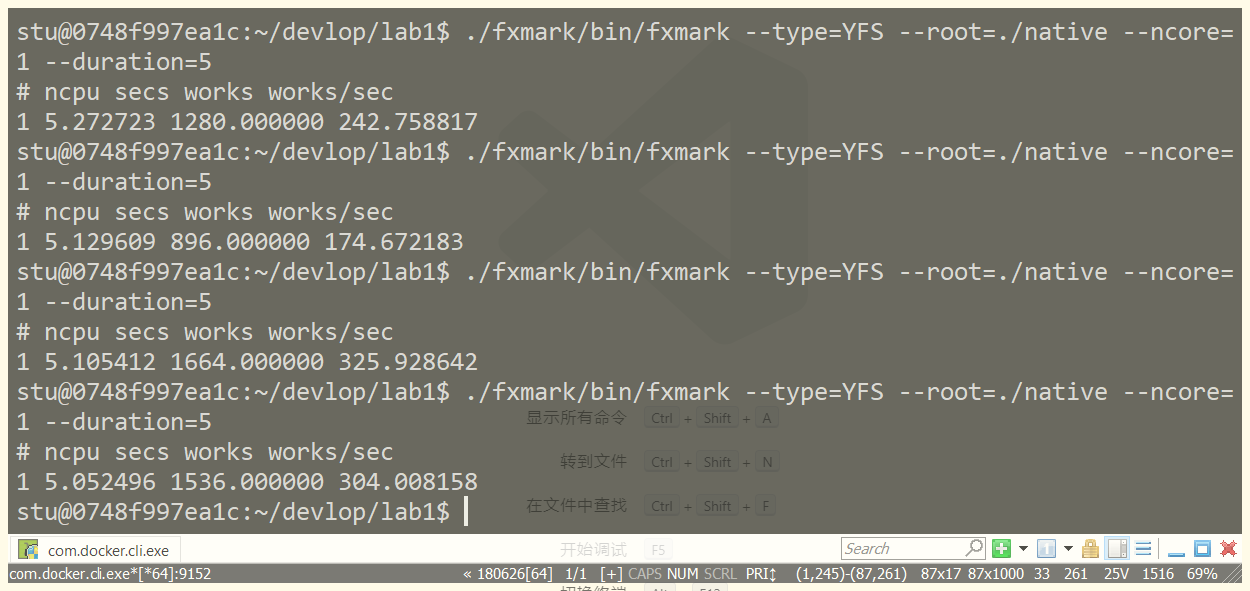 stu@0748f997ea1c:~/devlop/lab1$ ./fxmark/bin/fxmark --type=YFS --root=./native --ncore=
1 --duration=5
# ncpu secs works works/sec
1 5.272723 1280.000000 242.758817
stu@0748f997ea1c:~/devlop/lab1$ ./fxmark/bin/fxmark --type=YFS --root=./native --ncore=
1 --duration=5
# ncpu secs works works/sec
1 5.129609 896.000000 174.672183
stu@0748f997ea1c:~/devlop/lab1$ ./fxmark/bin/fxmark --type=YFS --root=./native --ncore=
1 --duration=5
# ncpu secs works works/sec
1 5.105412 1664.000000 325.928642
stu@0748f997ea1c:~/devlop/lab1$ ./fxmark/bin/fxmark --type=YFS --root=./native --ncore=
1 --duration=5
显示所有命令 Ctrl + Shift + A
# ncpu secs works works/sec
转到文件 Ctrl + Shift + N
1 5.052496 1536.000000 304.008158
在文件中查找 Ctrl + Shift + F
stu@0748f997ea1c:~/devlop/lab1$
开始调试 F5
com.docker.cli.exe Search
com.docker.cli.exe*[*64]:9152 « 180626[64] 1/1 [+] CAPS NUM SCRL PRI↕ (1,245)-(87,261) 87x17 87x1000 33 261 25V 1516 69%